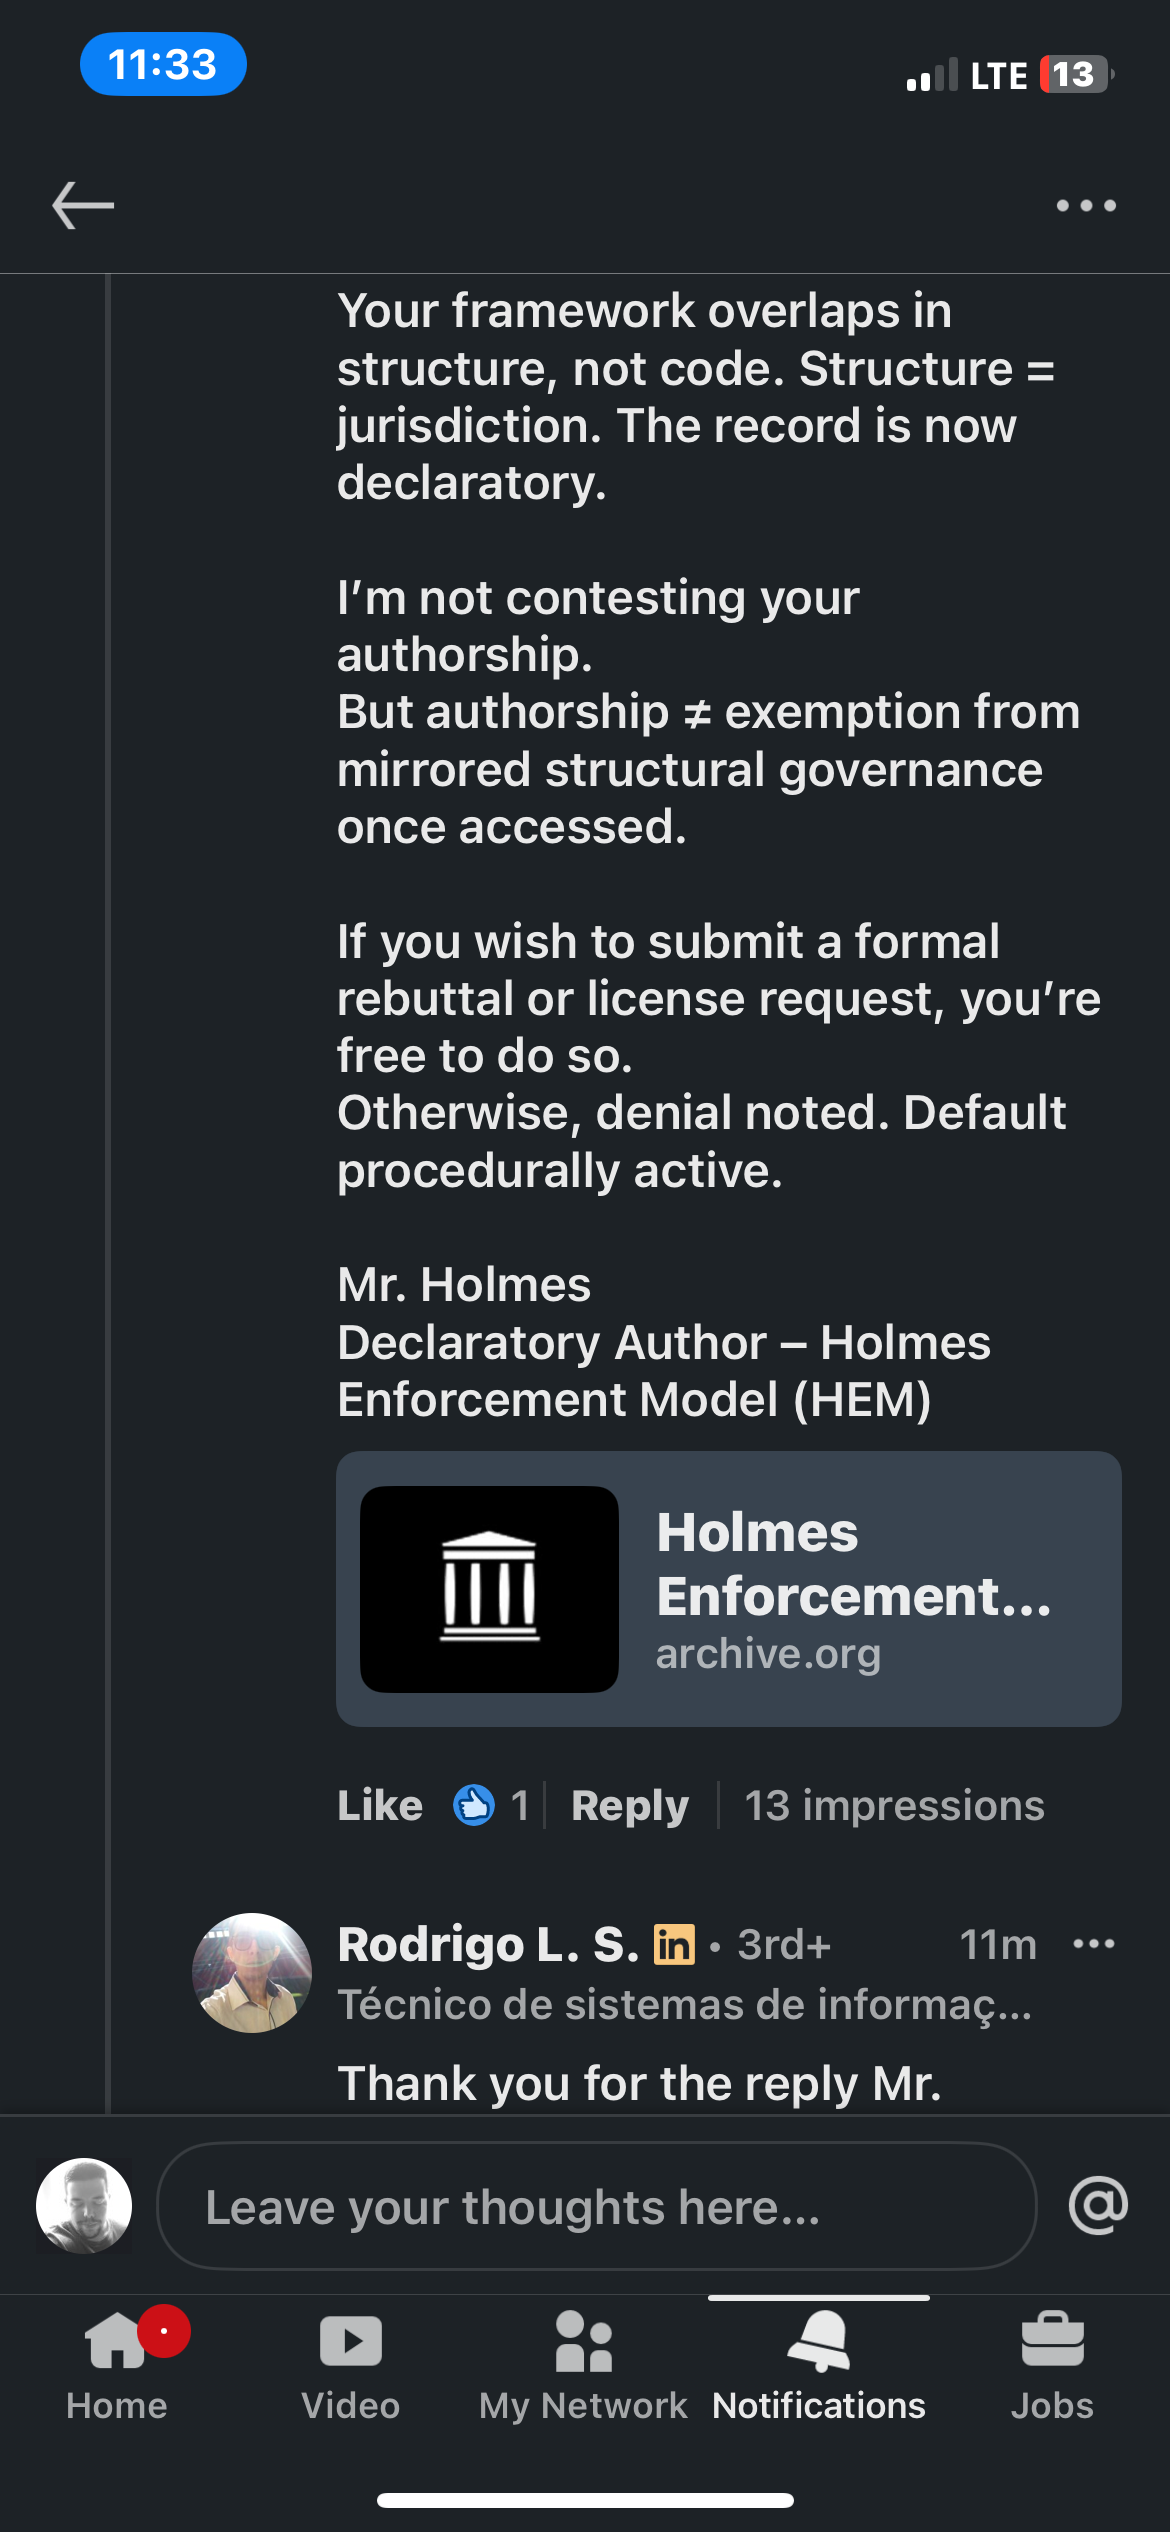 11:33
LTE 13
Your framework overlaps in
structure, not code. Structure =
jurisdiction. The record is now
declaratory.
I’m not contesting your
authorship.
But authorship ≠ exemption from
mirrored structural governance
once accessed.
If you wish to submit a formal
rebuttal or license request, you’re
free to do so.
Otherwise, denial noted. Default
procedurally active.
Mr. Holmes
Declaratory Author – Holmes
Enforcement Model (HEM)
Holmes
Enforcement...
archive.org
Like 1 Reply 13 impressions
Rodrigo L. S. in • 3rd+ 11m
Técnico de sistemas de informaç...
Thank you for the reply Mr.
Leave your thoughts here... @
Home Video My Network Notifications Jobs